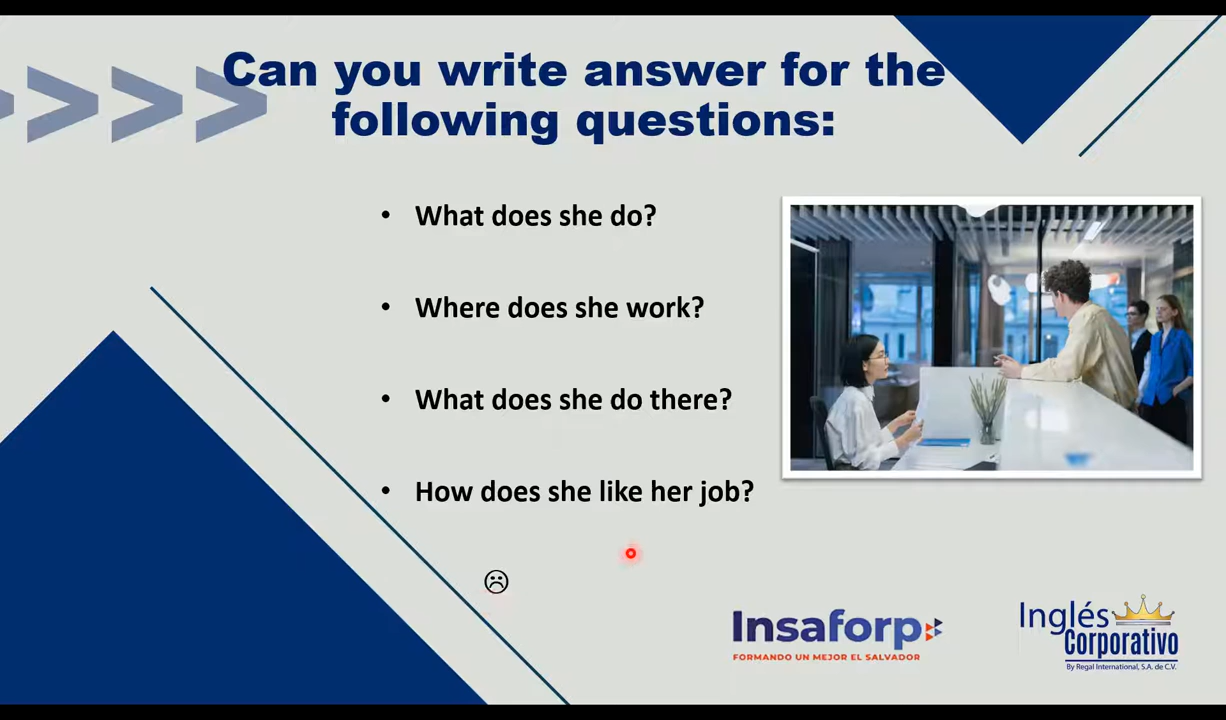 Can you write answer for the
following questions:
• What does she do?
• Where does she work?
• What does she do there?
• How does she like her job?
☹
Insaforp
FORMANDO UN MEJOR EL SALVADOR
Inglés
Corporativo
By Regal International, S.A. de C.V.